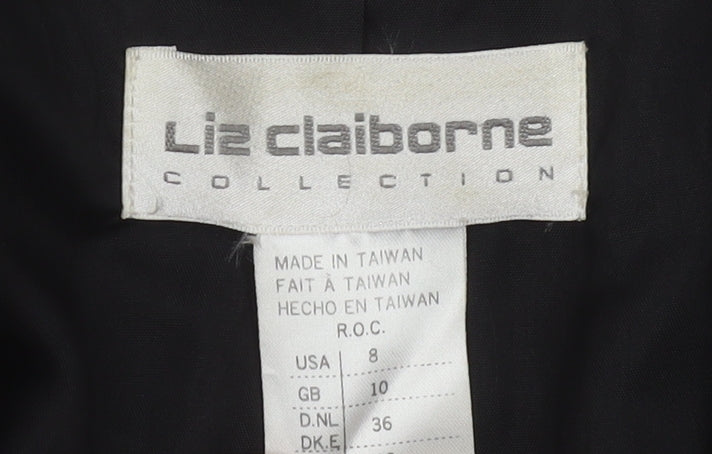 Liz claiborne
COLLECTION
MADE IN TAIWAN
FAIT À TAIWAN
HECHO EN TAIWAN
R.O.C.
USA 8
GB 10
D.NL 36
DK.E